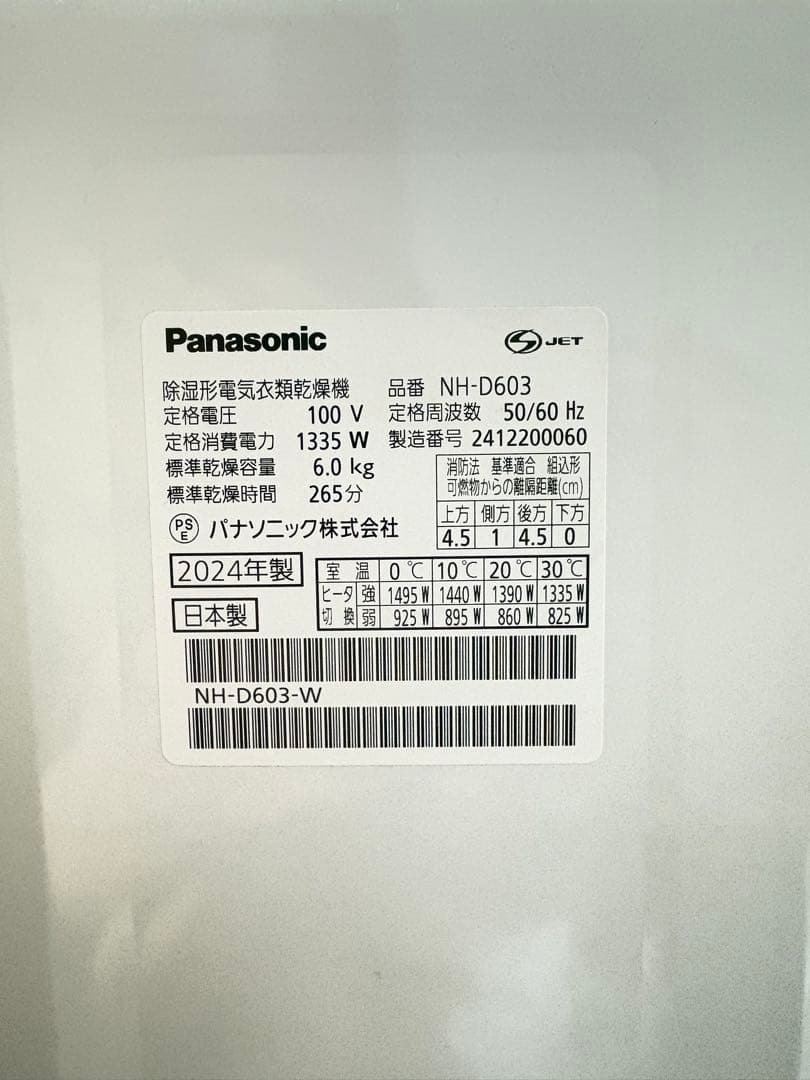 Panasonic
S JET
除湿形電気衣類乾燥機 品番 NH-D603
定格電圧 100 V 定格周波数 50/60 Hz
定格消費電力 1335 W 製造番号 2412200060
標準乾燥容量 6.0 kg
標準乾燥時間 265分
消防法 基準適合 組込形
可燃物からの離隔距離(cm)
上方 側方 後方 下方
4.5 1 4.5 0
PS
E
パナソニック株式会社
2024年製
日本製
室温 0℃ 10℃ 20℃ 30℃
ヒータ 強 1495 W 1440 W 1390 W 1335 W
切換 弱 925 W 895 W 860 W 825 W
NH-D603-W